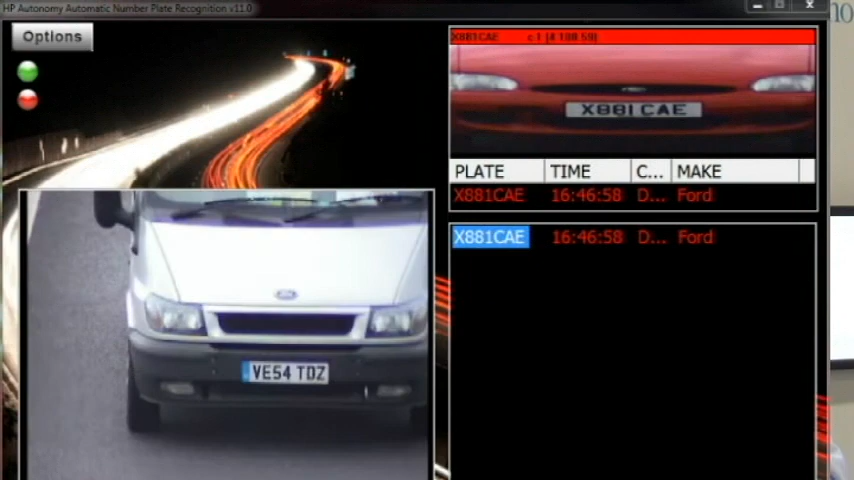 HP Autonomy Automatic Number Plate Recognition v11.0
Options
X881CAE
X881 CAE
PLATE TIME C... MAKE
X881CAE 16:46:58 D... Ford
X881CAE 16:46:58 D... Ford
Ford
VE54 TDZ